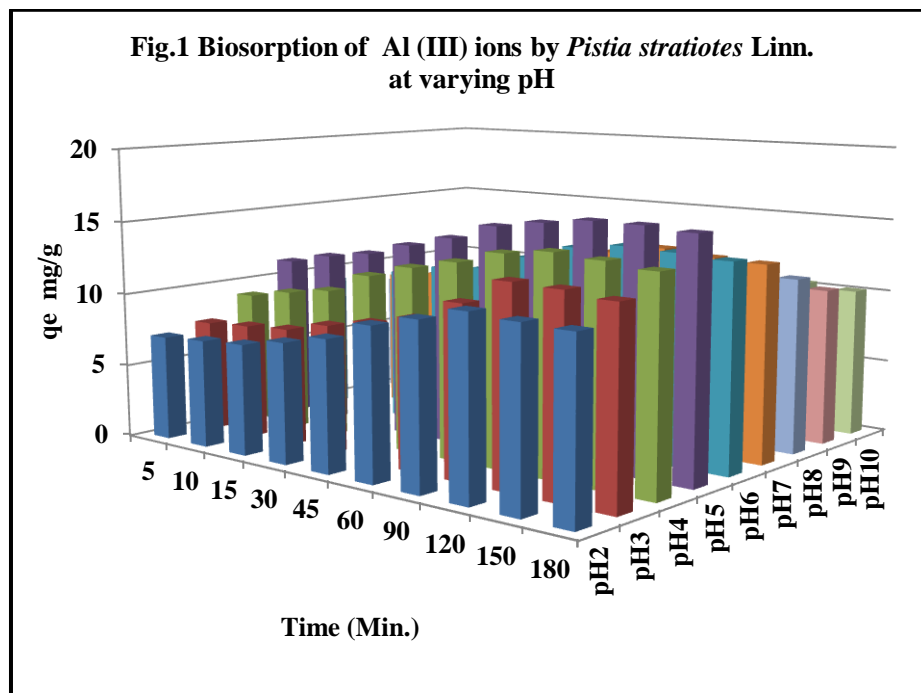 Fig.1 Biosorption of Al (III) ions by Pistia stratiotes Linn.
at varying pH
qe mg/g
20
15
10
5
0
5
10
15
30
45
60
90
120
150
180
Time (Min.)
pH2
pH3
pH4
pH5
pH6
pH7
pH8
pH9
pH10